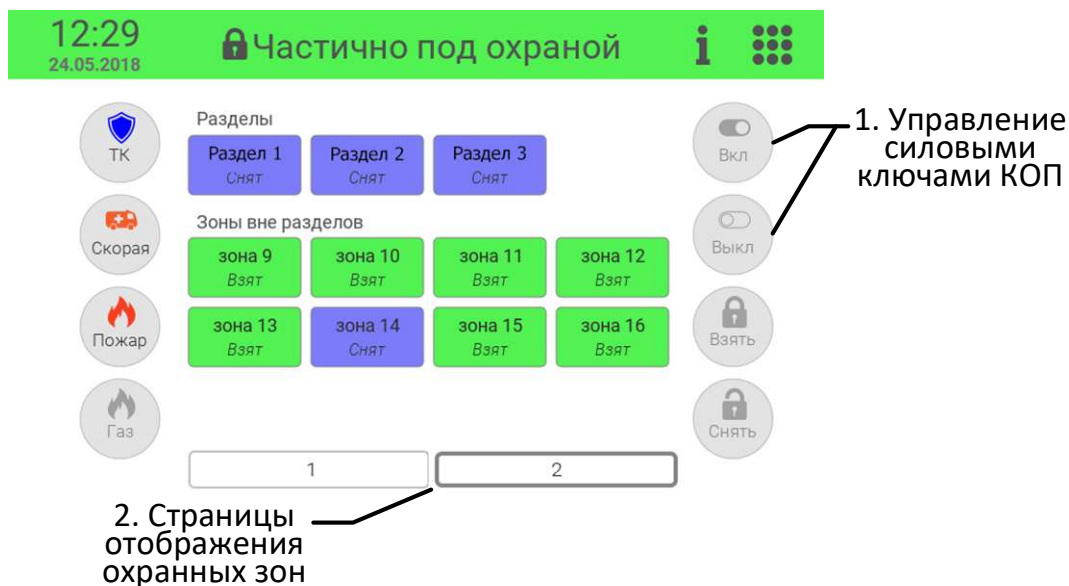 12:29
24.05.2018
Частично под охраной
i
ТК
Скорая
Пожар
Газ
Разделы
Раздел 1
Снят
Раздел 2
Снят
Раздел 3
Снят
Зоны вне разделов
зона 9
Взят
зона 10
Взят
зона 11
Взят
зона 12
Взят
зона 13
Взят
зона 14
Снят
зона 15
Взят
зона 16
Взят
1
2
Вкл
Выкл
Взять
Снять
1. Управление
силовыми
ключами КОП
2. Страницы
отображения
охранных зон